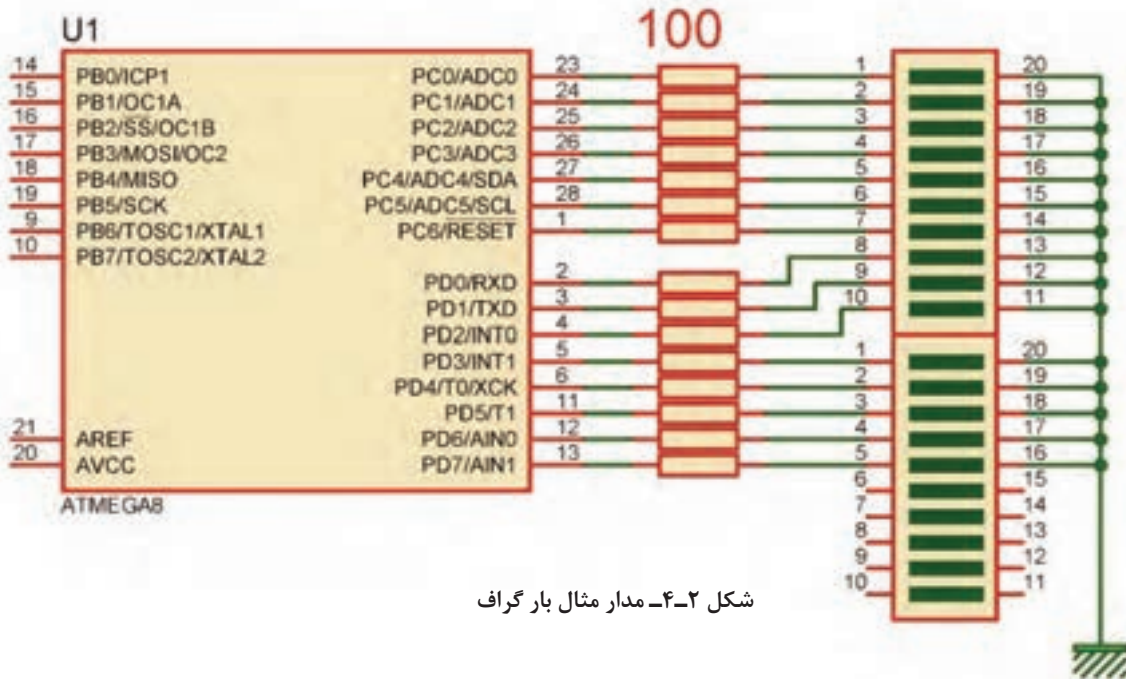 U1
100
14 PB0/ICP1 PC0/ADC0 23 1 20
15 PB1/OC1A PC1/ADC1 24 2 19
16 PB2/SS/OC1B PC2/ADC2 25 3 18
17 PB3/MOSI/OC2 PC3/ADC3 26 4 17
18 PB4/MISO PC4/ADC4/SDA 27 5 16
19 PB5/SCK PC5/ADC5/SCL 28 6 15
9 PB6/TOSC1/XTAL1 PC6/RESET 1 7 14
10 PB7/TOSC2/XTAL2 8 13
PD0/RXD 2 9 12
PD1/TXD 3 10 11
PD2/INT0 4
PD3/INT1 5 1 20
PD4/T0/XCK 6 2 19
PD5/T1 11 3 18
21 AREF PD6/AIN0 12 4 17
20 AVCC PD7/AIN1 13 5 16
6 15
7 14
8 13
9 12
10 11
ATMEGA8
شکل ۲ــ۴ــ مدار مثال بار گراف